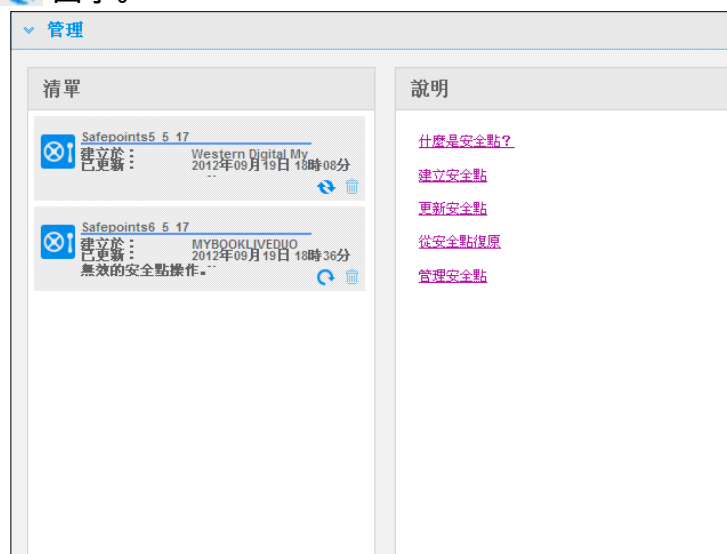 管理
清單
Safepoints5_5_17
建立於： Western Digital My
已更新： 2012年09月19日 18時08分
Safepoints6_5_17
建立於： MYBOOKLIVEDUO
已更新： 2012年09月19日 18時36分
無效的安全點操作。
說明
什麼是安全點？
建立安全點
更新安全點
從安全點復原
管理安全點